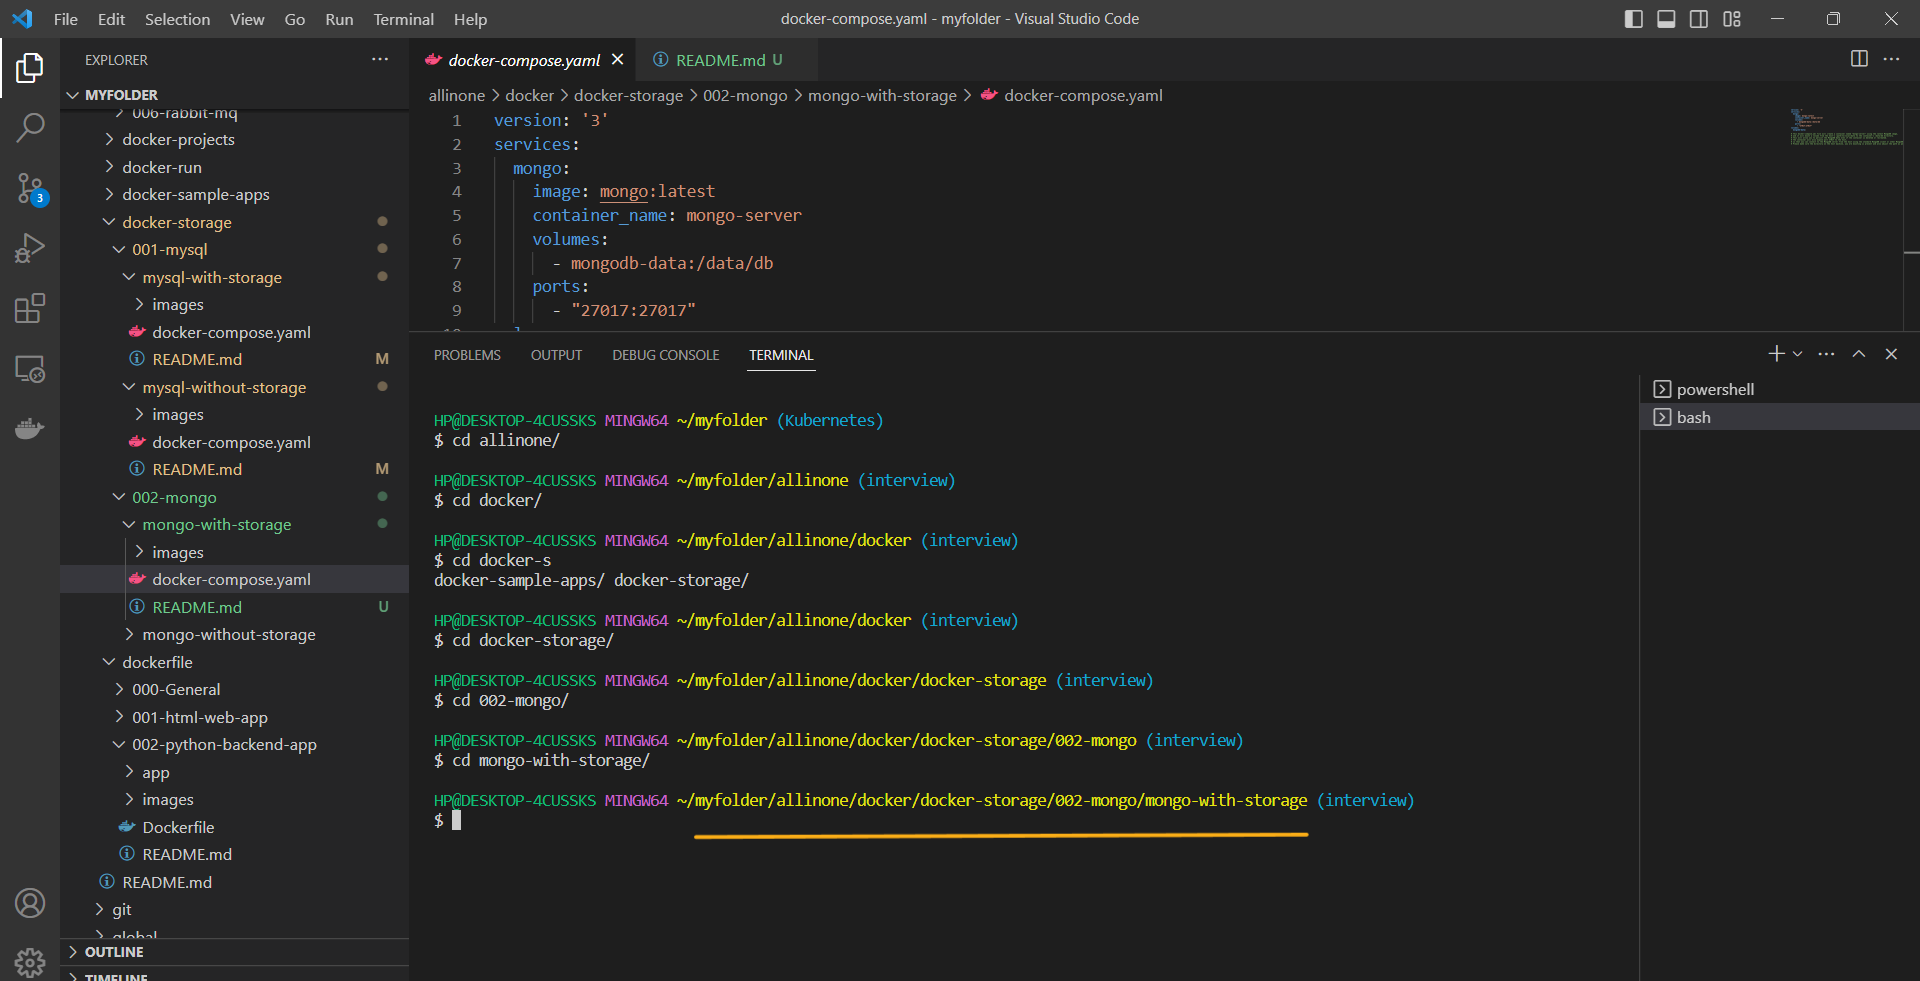 File Edit Selection View Go Run Terminal Help
docker-compose.yaml - myfolder - Visual Studio Code
EXPLORER
MYFOLDER
006-rabbit-mq
docker-projects
docker-run
docker-sample-apps
docker-storage
001-mysql
mysql-with-storage
images
docker-compose.yaml
README.md M
mysql-without-storage
images
docker-compose.yaml
README.md M
002-mongo
mongo-with-storage
images
docker-compose.yaml
README.md U
mongo-without-storage
dockerfile
000-General
001-html-web-app
002-python-backend-app
app
images
Dockerfile
README.md
README.md
git
global
OUTLINE
TIMELINE
3
docker-compose.yaml
README.md U
allinone > docker > docker-storage > 002-mongo > mongo-with-storage > docker-compose.yaml
1 version: '3'
2 services:
3 mongo:
4 image: mongo:latest
5 container_name: mongo-server
6 volumes:
7 - mongodb-data:/data/db
8 ports:
9 - "27017:27017"
10
PROBLEMS OUTPUT DEBUG CONSOLE TERMINAL
HP@DESKTOP-4CUSSKS MINGW64 ~/myfolder (Kubernetes)
$ cd allinone/
HP@DESKTOP-4CUSSKS MINGW64 ~/myfolder/allinone (interview)
$ cd docker/
HP@DESKTOP-4CUSSKS MINGW64 ~/myfolder/allinone/docker (interview)
$ cd docker-s
docker-sample-apps/ docker-storage/
HP@DESKTOP-4CUSSKS MINGW64 ~/myfolder/allinone/docker (interview)
$ cd docker-storage/
HP@DESKTOP-4CUSSKS MINGW64 ~/myfolder/allinone/docker/docker-storage (interview)
$ cd 002-mongo/
HP@DESKTOP-4CUSSKS MINGW64 ~/myfolder/allinone/docker/docker-storage/002-mongo (interview)
$ cd mongo-with-storage/
HP@DESKTOP-4CUSSKS MINGW64 ~/myfolder/allinone/docker/docker-storage/002-mongo/mongo-with-storage (interview)
$
powershell
bash